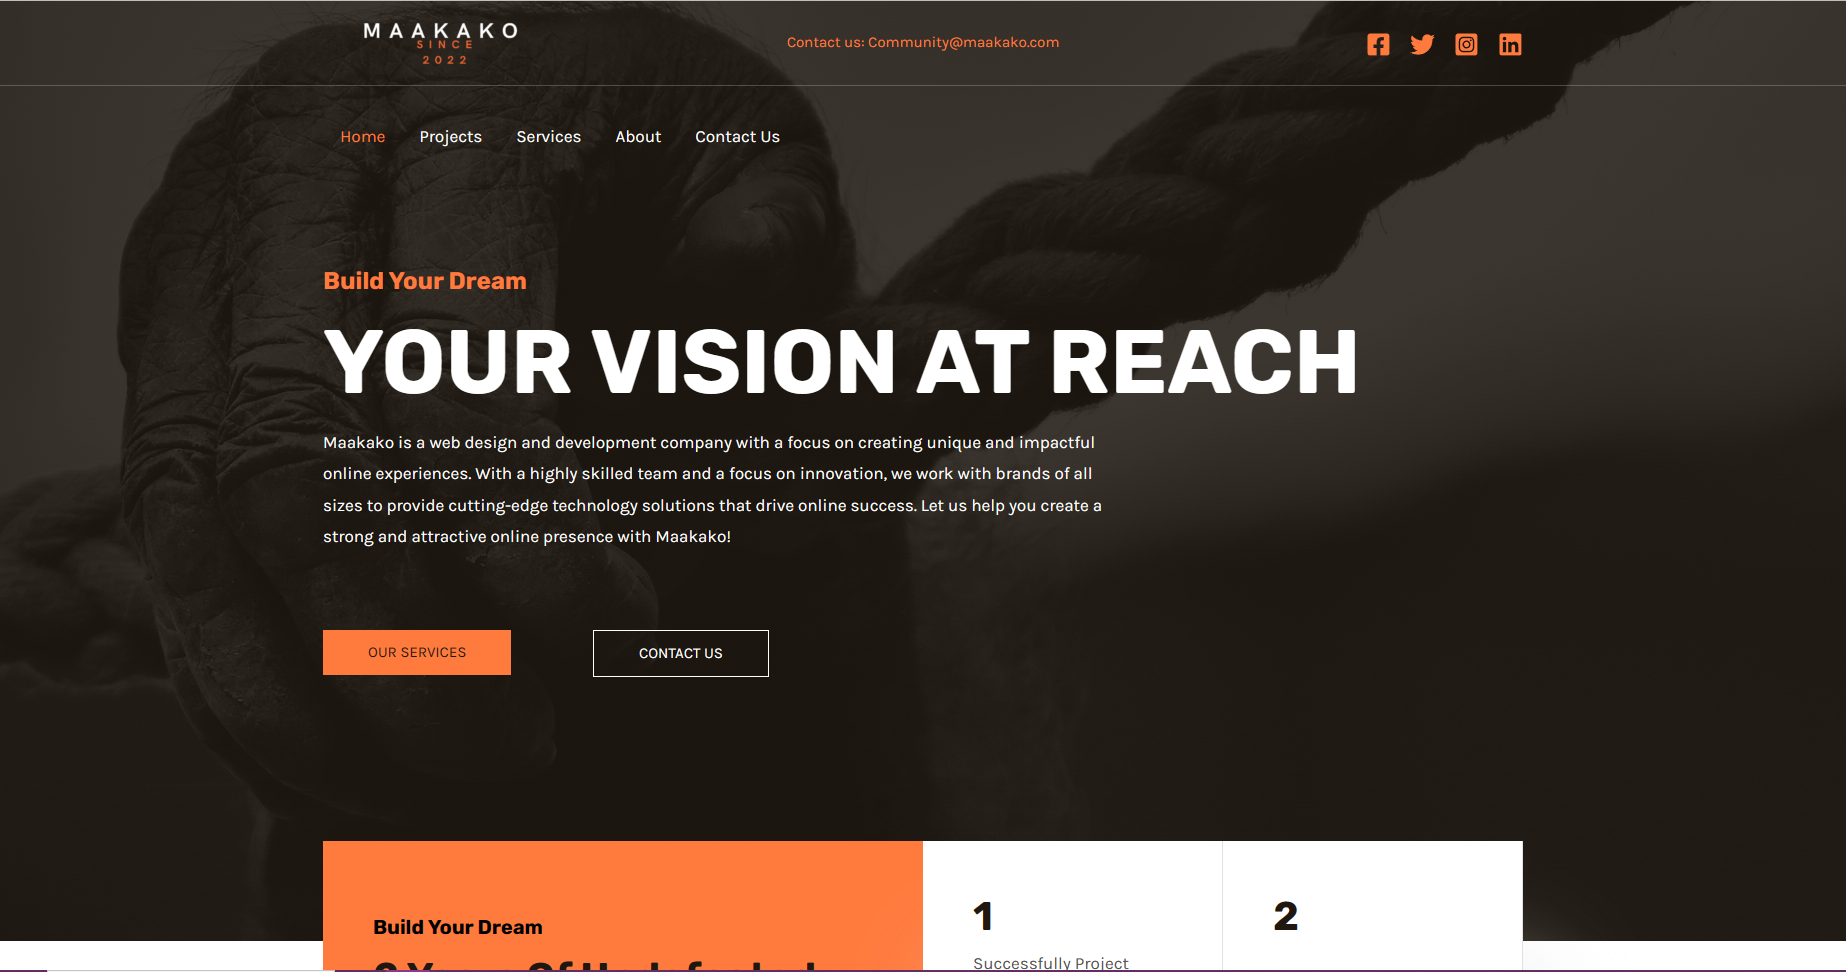 MAAKAKO
SINCE
2022
Contact us: Community@maakako.com
Home Projects Services About Contact Us
Build Your Dream
YOUR VISION AT REACH
Maakako is a web design and development company with a focus on creating unique and impactful
online experiences. With a highly skilled team and a focus on innovation, we work with brands of all
sizes to provide cutting-edge technology solutions that drive online success. Let us help you create a
strong and attractive online presence with Maakako!
OUR SERVICES CONTACT US
Build Your Dream
1
2
Successfully Project